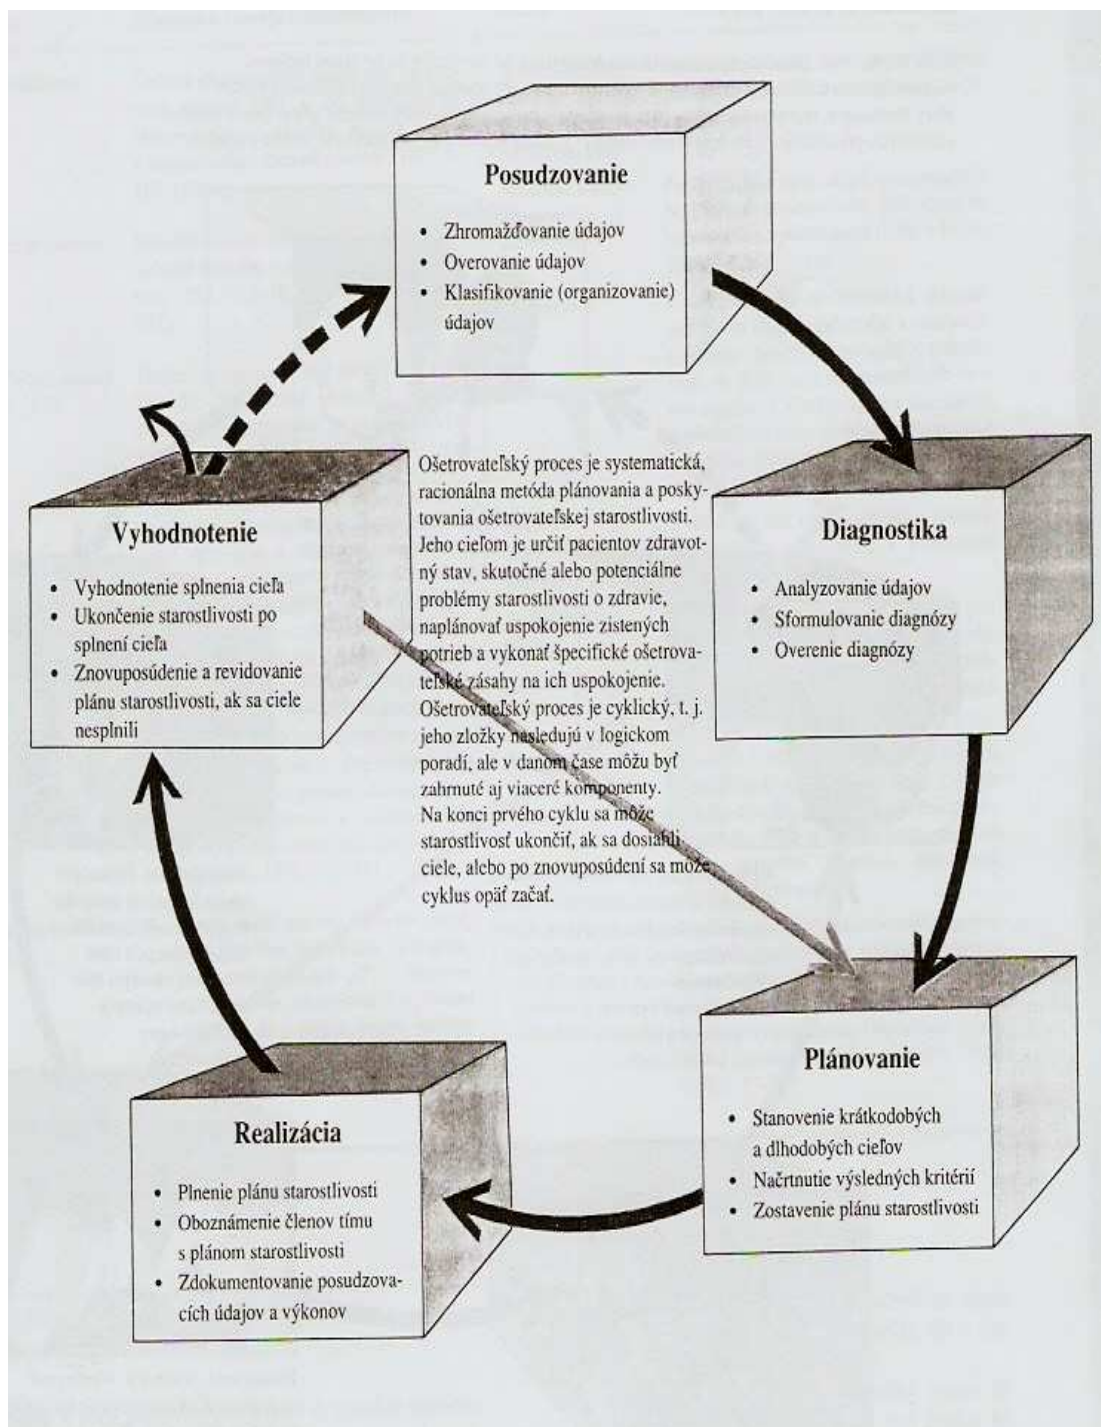 Posudzovanie
• Zhromažďovanie údajov
• Overovanie údajov
• Klasifikovanie (organizovanie)
údajov
Ošetrovateľský proces je systematická,
racionálna metóda plánovania a posky-
tovania ošetrovateľskej starostlivosti.
Jeho cieľom je určiť pacientov zdravot-
ný stav, skutočné alebo potenciálne
problémy starostlivosti o zdravie,
naplánovať uspokojenie zistených
potrieb a vykonať špecifické ošetrova-
teľské zásahy na ich uspokojenie.
Ošetrovateľský proces je cyklický, t. j.
jeho zložky nasledujú v logickom
poradí, ale v danom čase môžu byť
zahrnuté aj viaceré komponenty.
Na konci prvého cyklu sa môže
starostlivosť ukončiť, ak sa dosiahli
ciele, alebo po znovuposúdení sa môže
cyklus opäť začať.
Diagnostika
• Analyzovanie údajov
• Sformulovanie diagnózy
• Overenie diagnózy
Plánovanie
• Stanovenie krátkodobých
a dlhodobých cieľov
• Načrtnutie výsledných kritérií
• Zostavenie plánu starostlivosti
Realizácia
• Plnenie plánu starostlivosti
• Oboznámenie členov tímu
s plánom starostlivosti
• Zdokumentovanie posudzova-
cích údajov a výkonov
Vyhodnotenie
• Vyhodnotenie splnenia cieľa
• Ukončenie starostlivosti po
splnení cieľa
• Znovuposúdenie a revidovanie
plánu starostlivosti, ak sa ciele
nesplnili